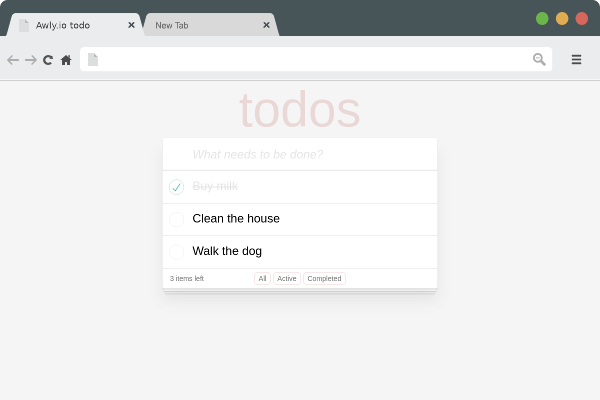 Awly.io todo
New Tab
todos
What needs to be done?
Buy milk
Clean the house
Walk the dog
3 items left All Active Completed